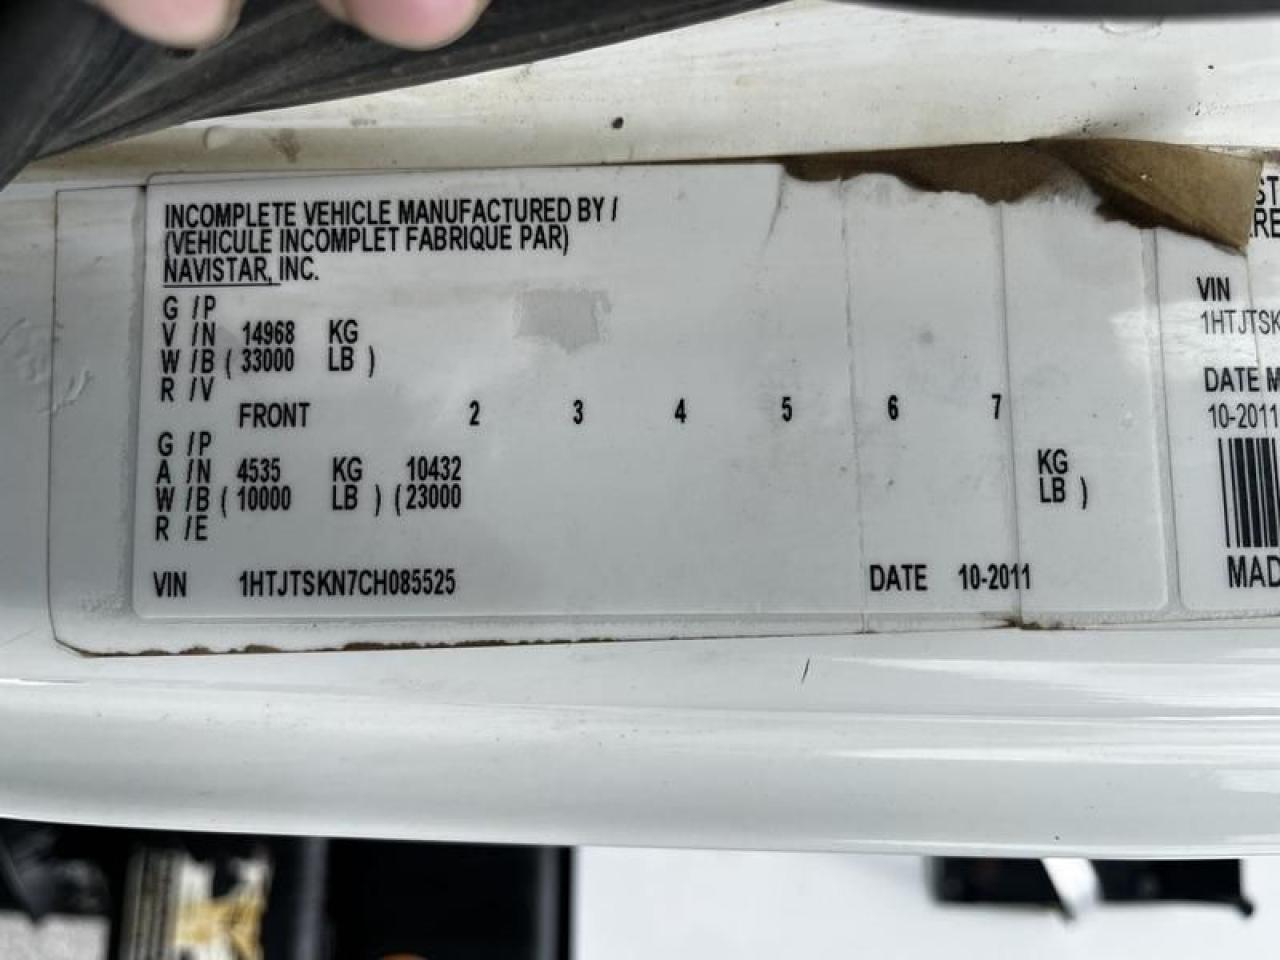 INCOMPLETE VEHICLE MANUFACTURED BY /
(VEHICULE INCOMPLET FABRIQUE PAR)
NAVISTAR, INC.
G /P
V /N 14968 KG
W /B ( 33000 LB )
R /V
FRONT 2 3 4 5 6 7
G /P
A /N 4535 KG 10432 KG
W /B ( 10000 LB ) ( 23000 LB )
R /E
VIN 1HTJTSKN7CH085525 DATE 10-2011
VIN
1HTJTSK
DATE M
10-2011
MAD